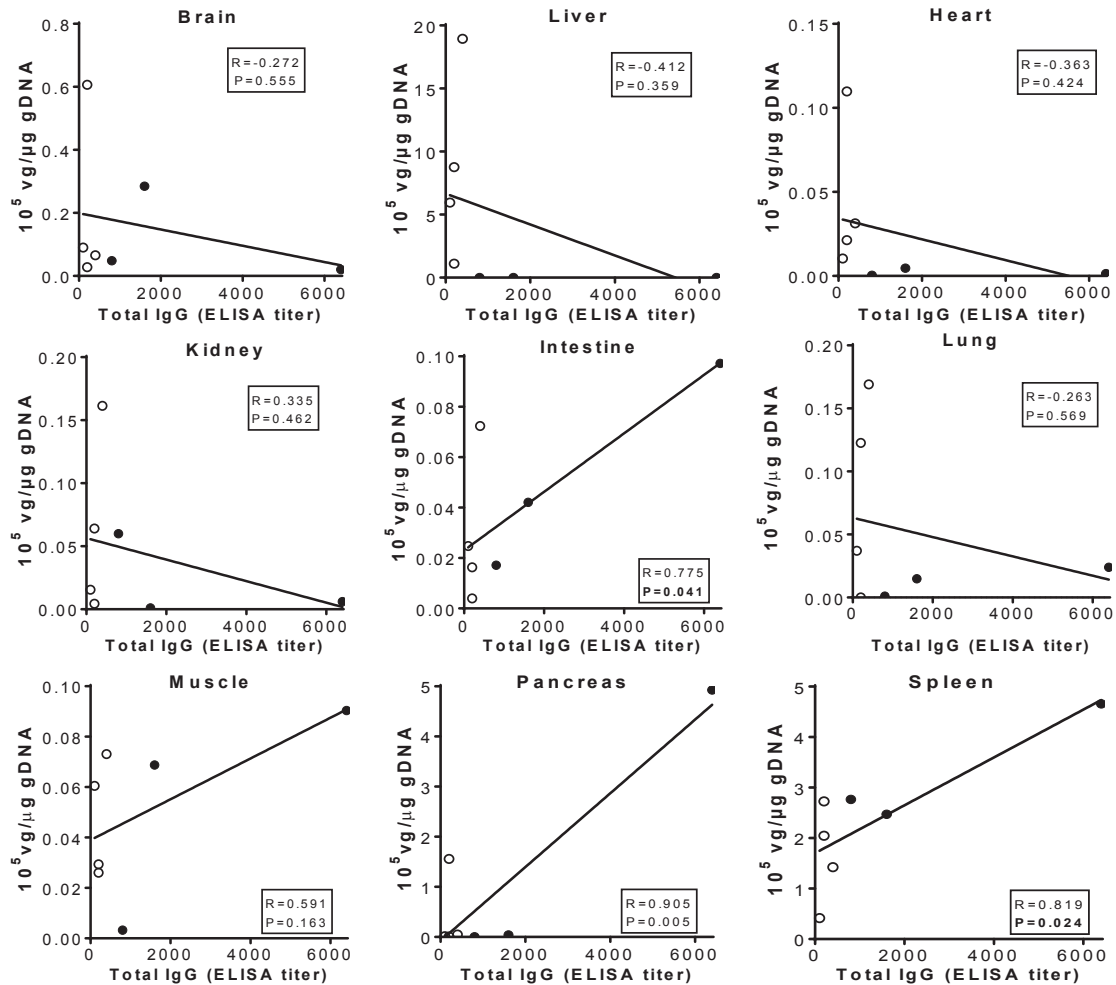 Brain
10⁵ vg/µg gDNA
0.8
0.6
0.4
0.2
0.0
R=-0.272
P=0.555
0 2000 4000 6000
Total IgG (ELISA titer)
Liver
10⁵ vg/µg gDNA
20
15
10
5
0
R=-0.412
P=0.359
0 2000 4000 6000
Total IgG (ELISA titer)
Heart
10⁵ vg/µg gDNA
0.15
0.10
0.05
0.00
R=-0.363
P=0.424
0 2000 4000 6000
Total IgG (ELISA titer)
Kidney
10⁵ vg/µg gDNA
0.20
0.15
0.10
0.05
0.00
R=0.335
P=0.462
0 2000 4000 6000
Total IgG (ELISA titer)
Intestine
10⁵vg/µg gDNA
0.10
0.08
0.06
0.04
0.02
0.00
R=0.775
P=0.041
0 2000 4000 6000
Total IgG (ELISA titer)
Lung
10⁵ vg/µg gDNA
0.20
0.15
0.10
0.05
0.00
R=-0.263
P=0.569
0 2000 4000 6000
Total IgG (ELISA titer)
Muscle
10⁵vg/µg gDNA
0.10
0.08
0.06
0.04
0.02
0.00
R=0.591
P=0.163
0 2000 4000 6000
Total IgG (ELISA titer)
Pancreas
10⁵vg/µg gDNA
5
4
3
2
1
0
R=0.905
P=0.005
0 2000 4000 6000
Total IgG (ELISA titer)
Spleen
10⁵ vg/µg gDNA
5
4
3
2
1
0
R=0.819
P=0.024
0 2000 4000 6000
Total IgG (ELISA titer)